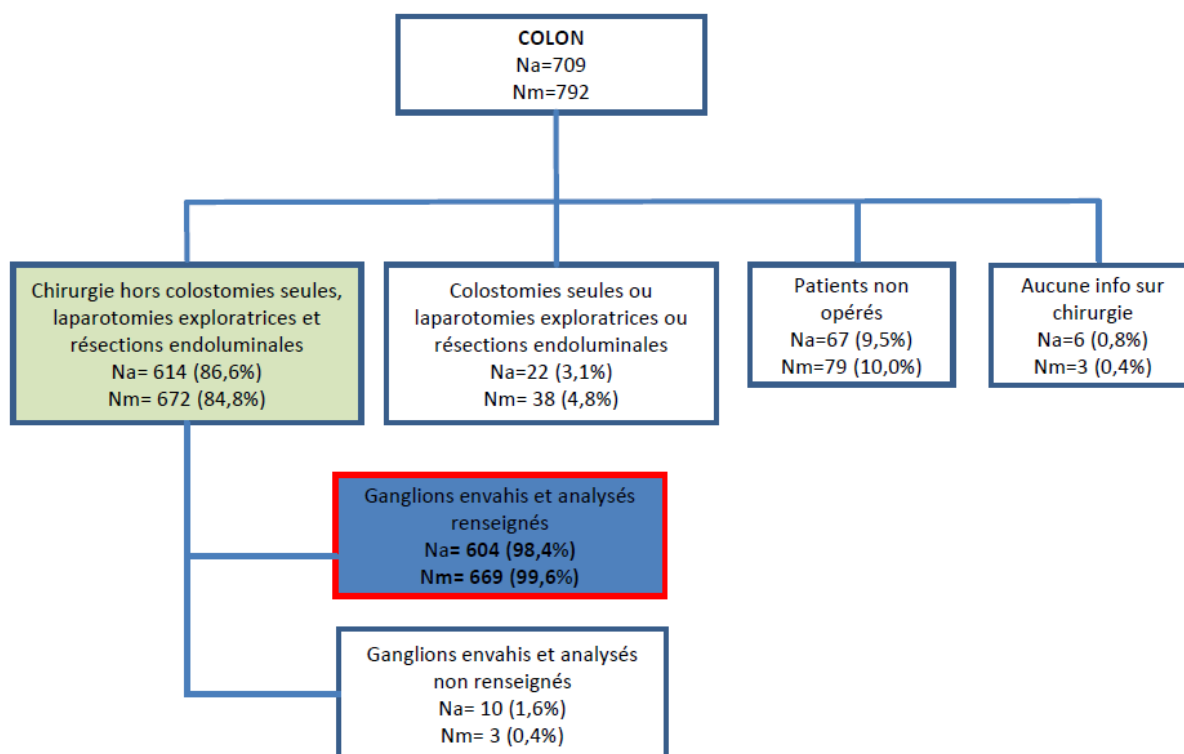 COLON
Na=709
Nm=792
Chirurgie hors colostomies seules,
laparotomies exploratrices et
résections endoluminales
Na= 614 (86,6%)
Nm= 672 (84,8%)
Colostomies seules ou
laparotomies exploratrices ou
résections endoluminales
Na=22 (3,1%)
Nm= 38 (4,8%)
Patients non
opérés
Na=67 (9,5%)
Nm=79 (10,0%)
Aucune info sur
chirurgie
Na=6 (0,8%)
Nm=3 (0,4%)
Ganglions envahis et analysés
renseignés
Na= 604 (98,4%)
Nm= 669 (99,6%)
Ganglions envahis et analysés
non renseignés
Na= 10 (1,6%)
Nm= 3 (0,4%)